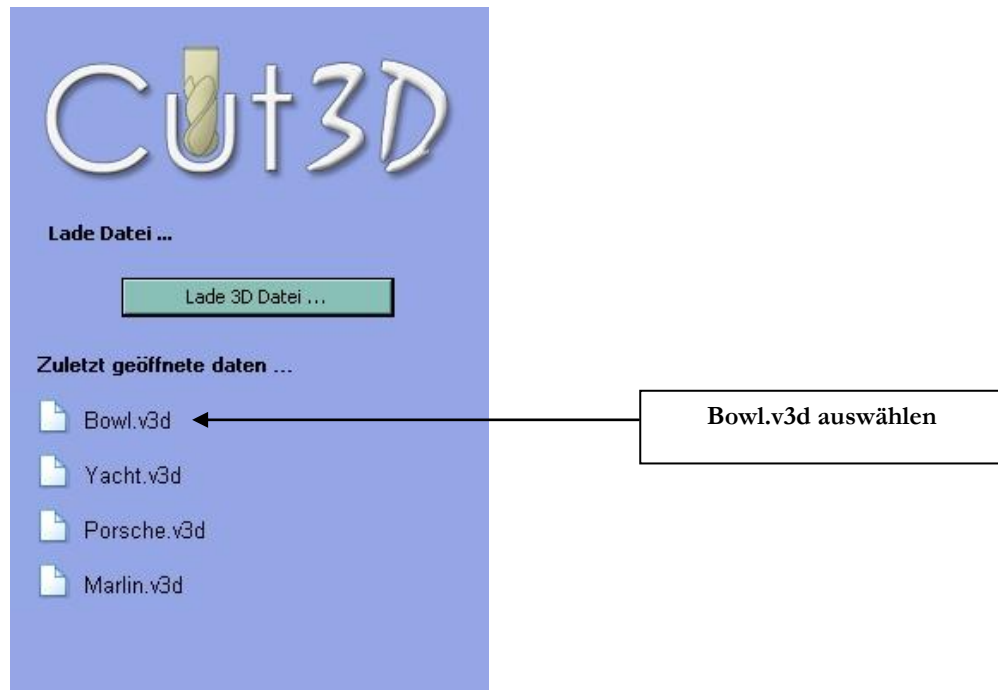 Cut3D
Lade Datei ...
Lade 3D Datei ...
Zuletzt geöffnete daten ...
Bowl.v3d
Bowl.v3d auswählen
Yacht.v3d
Porsche.v3d
Marlin.v3d